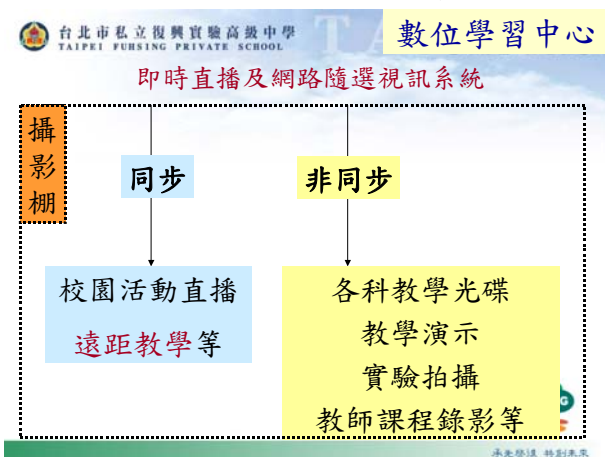 台北市私立復興實驗高級中學
TAIPEI FUHSING PRIVATE SCHOOL
數位學習中心
即時直播及網路隨選視訊系統
攝影棚
同步
非同步
校園活動直播
遠距教學等
各科教學光碟
教學演示
實驗拍攝
教師課程錄影等